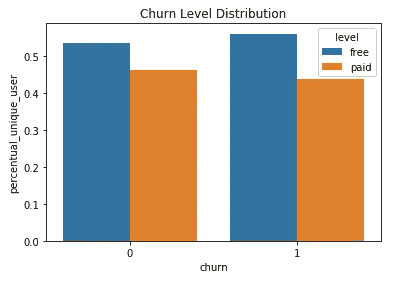 Churn Level Distribution
level
free
paid
percentual_unique_user
0.5
0.4
0.3
0.2
0.1
0.0
0
1
churn